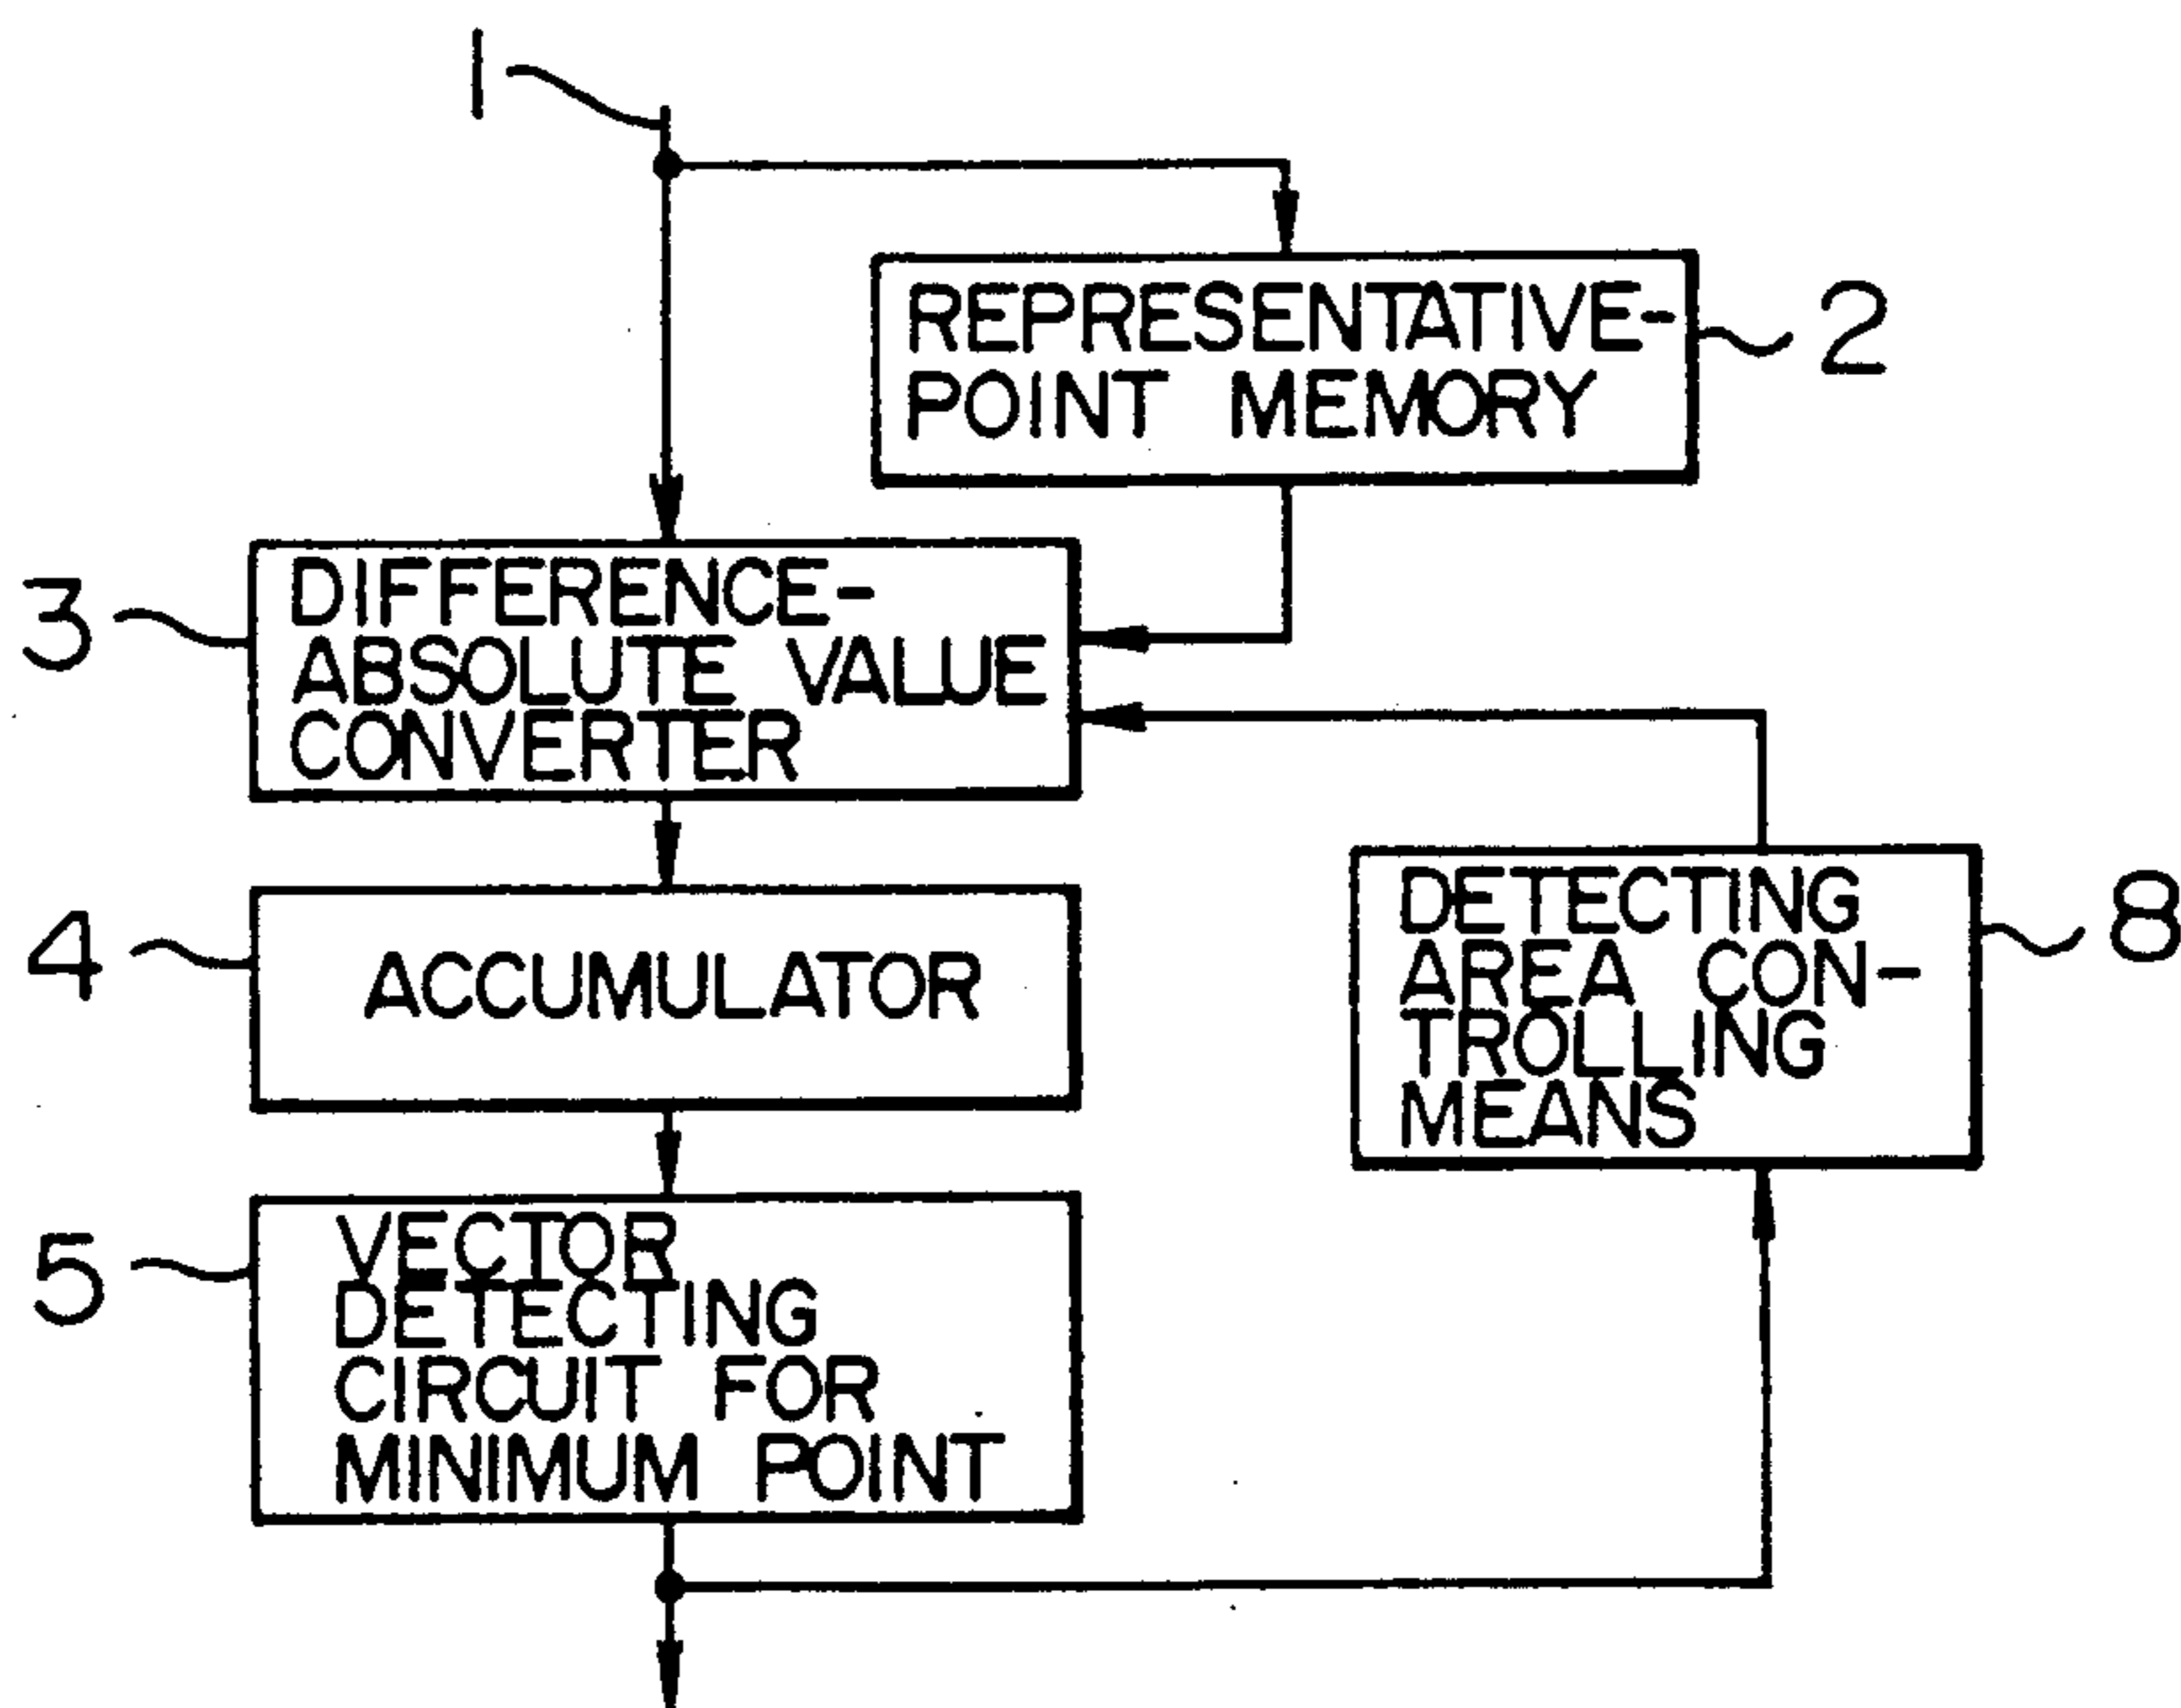 1
REPRESENTATIVE-
POINT MEMORY
2
3
DIFFERENCE-
ABSOLUTE VALUE
CONVERTER
4
ACCUMULATOR
DETECTING
AREA CON-
TROLLING
MEANS
8
5
VECTOR
DETECTING
CIRCUIT FOR
MINIMUM POINT